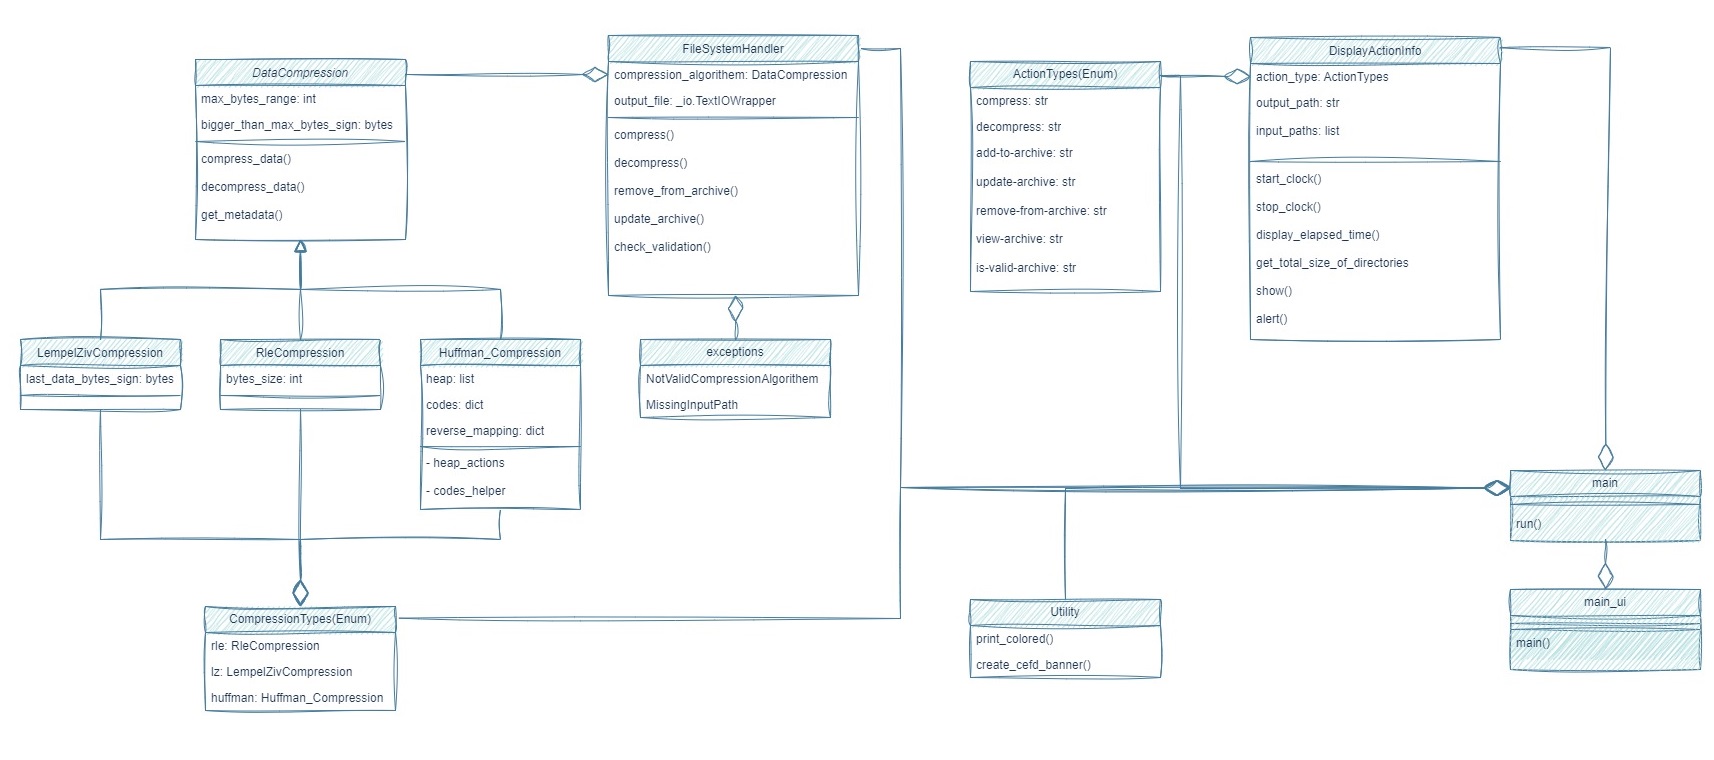 DataCompression
max_bytes_range: int
bigger_than_max_bytes_sign: bytes
compress_data()
decompress_data()
get_metadata()
FileSystemHandler
compression_algorithem: DataCompression
output_file: _io.TextIOWrapper
compress()
decompress()
remove_from_archive()
update_archive()
check_validation()
ActionTypes(Enum)
compress: str
decompress: str
add-to-archive: str
update-archive: str
remove-from-archive: str
view-archive: str
is-valid-archive: str
DisplayActionInfo
action_type: ActionTypes
output_path: str
input_paths: list
start_clock()
stop_clock()
display_elapsed_time()
get_total_size_of_directories
show()
alert()
LempelZivCompression
last_data_bytes_sign: bytes
RleCompression
bytes_size: int
Huffman_Compression
heap: list
codes: dict
reverse_mapping: dict
- heap_actions
- codes_helper
exceptions
NotValidCompressionAlgorithem
MissingInputPath
main
run()
CompressionTypes(Enum)
rle: RleCompression
lz: LempelZivCompression
huffman: Huffman_Compression
Utility
print_colored()
create_cefd_banner()
main_ui
main()